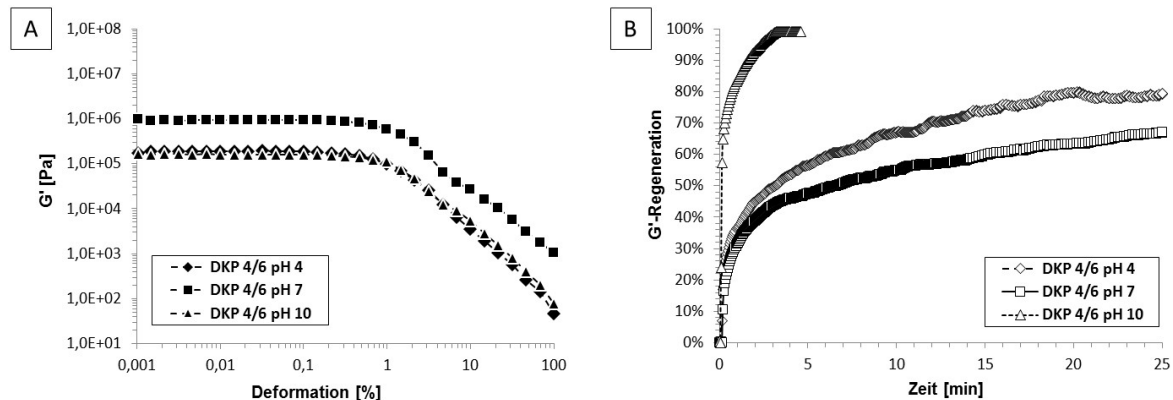 A
1,0E+08
1,0E+07
1,0E+06
1,0E+05
1,0E+04
1,0E+03
1,0E+02
1,0E+01
G' [Pa]
0,001
0,01
0,1
1
10
100
Deformation [%]
DKP 4/6 pH 4
DKP 4/6 pH 7
DKP 4/6 pH 10
B
100%
90%
80%
70%
60%
50%
40%
30%
20%
10%
0%
G'-Regeneration
0
5
10
15
20
25
Zeit [min]
DKP 4/6 pH 4
DKP 4/6 pH 7
DKP 4/6 pH 10